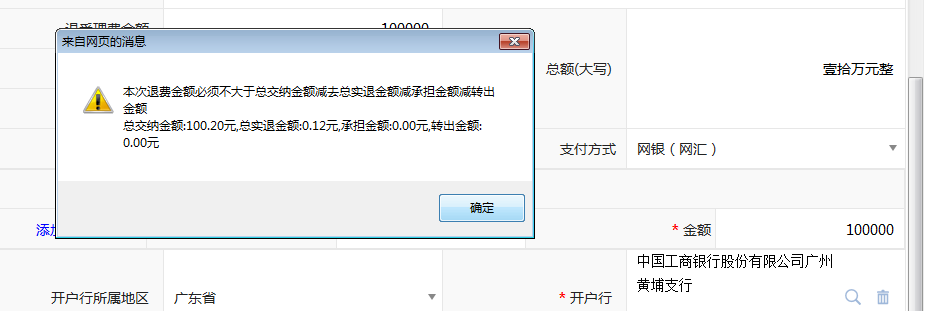 退受理费金额
100000
来自网页的消息
本次退费金额必须不大于总交纳金额减去总实退金额减承担金额减转出
金额
总交纳金额:100.20元,总实退金额:0.12元,承担金额:0.00元,转出金额:
0.00元
确定
总额(大写)
壹拾万元整
支付方式
网银（网汇）
添加
* 金额
100000
开户行所属地区
广东省
* 开户行
中国工商银行股份有限公司广州
黄埔支行